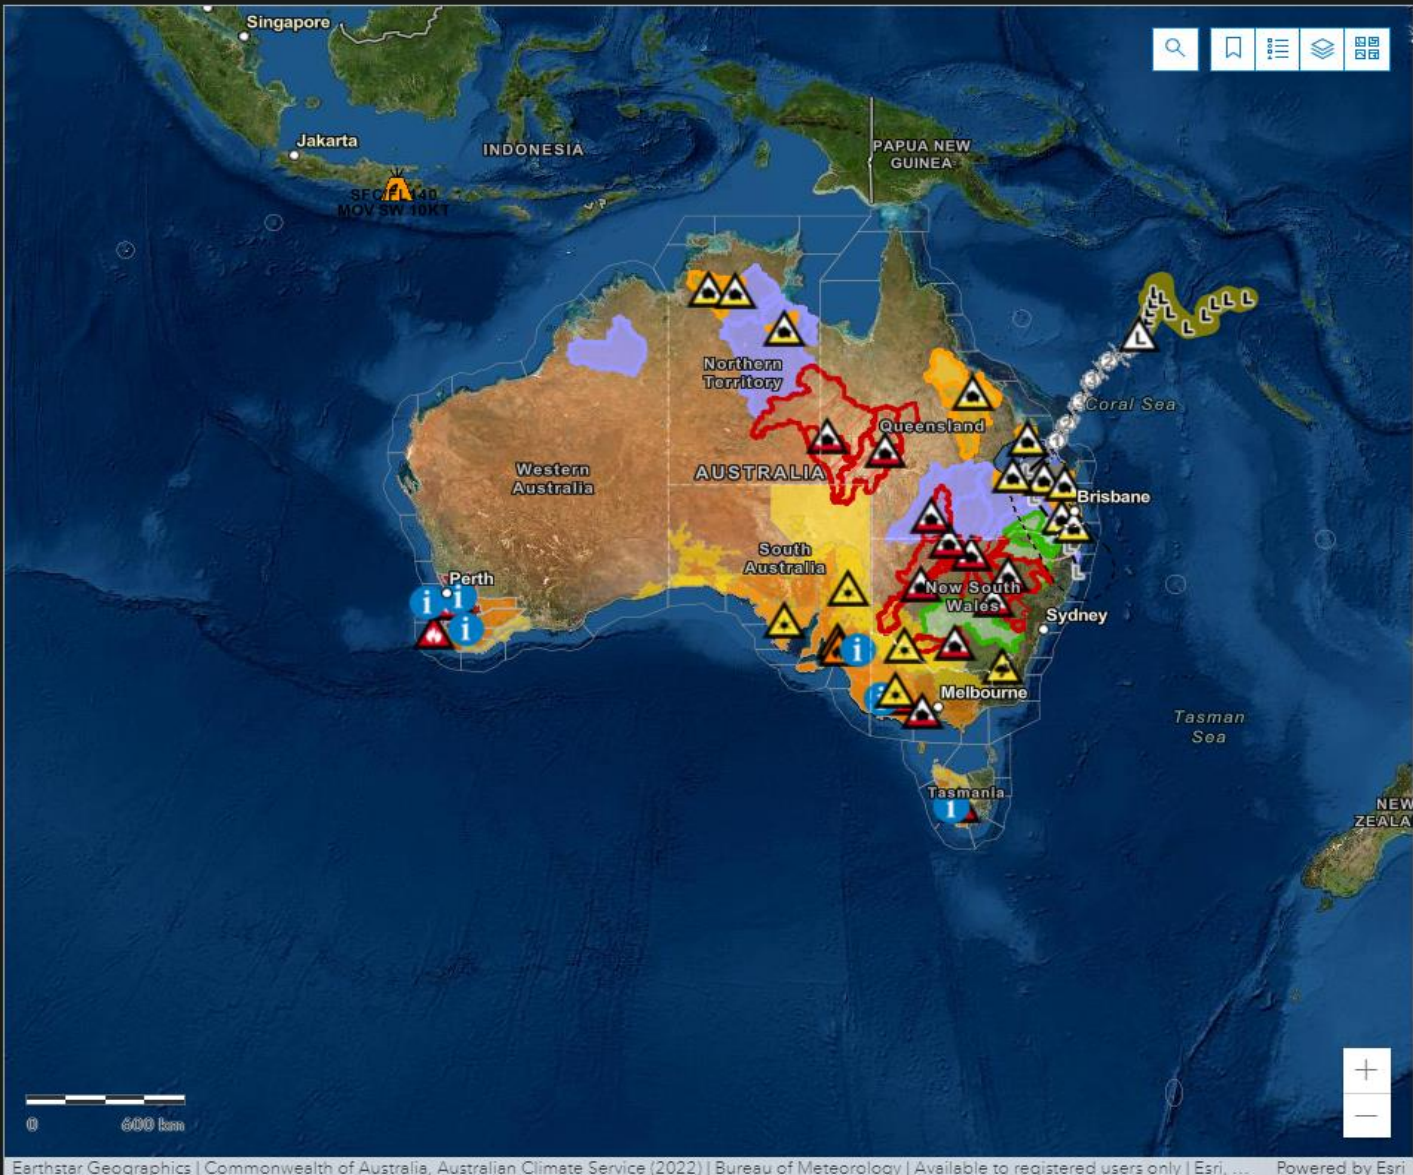 Singapore
Jakarta
INDONESIA
PAPUA NEW
GUINEA
SFC/FL140
MOV SW 10KT
Northern
Territory
Coral Sea
Queensland
Western
Australia
AUSTRALIA
Brisbane
South
Australia
Perth
New South
Wales
Sydney
Melbourne
Tasman
Sea
Tasmania
NEW
ZEALA
0 600 km
Earthstar Geographics | Commonwealth of Australia, Australian Climate Service (2022) | Bureau of Meteorology | Available to registered users only | Esri, ... Powered by Esri